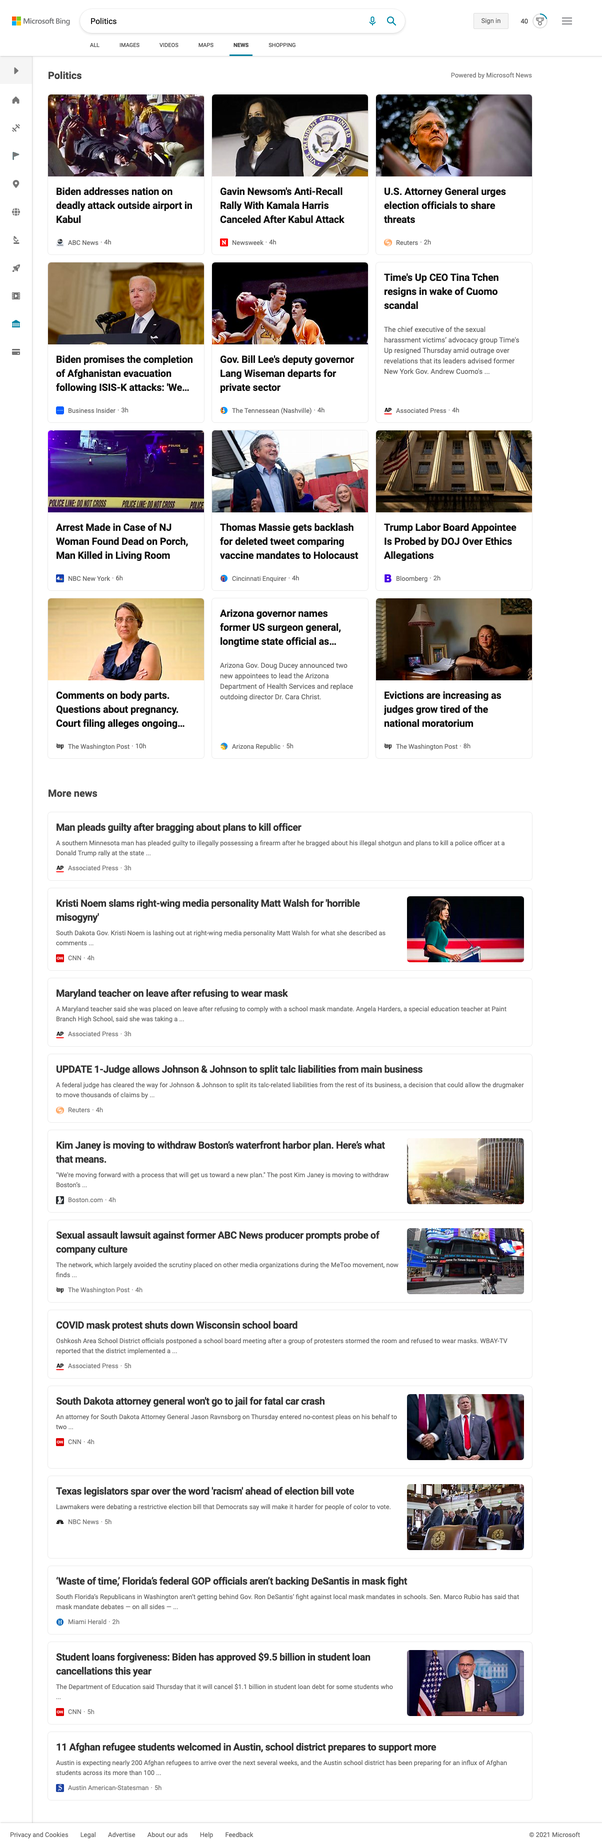 Microsoft Bing
Politics
Sign in
40
ALL
IMAGES
VIDEOS
MAPS
NEWS
SHOPPING
Politics
Powered by Microsoft News
Biden addresses nation on
deadly attack outside airport in
Kabul
ABC News · 4h
Gavin Newsom's Anti-Recall
Rally With Kamala Harris
Canceled After Kabul Attack
Newsweek · 4h
U.S. Attorney General urges
election officials to share
threats
Reuters · 2h
Biden promises the completion
of Afghanistan evacuation
following ISIS-K attacks: 'We...
Business Insider · 3h
Gov. Bill Lee's deputy governor
Lang Wiseman departs for
private sector
The Tennessean (Nashville) · 4h
Time's Up CEO Tina Tchen
resigns in wake of Cuomo
scandal
The chief executive of the sexual
harassment victims' advocacy group Time's
Up resigned Thursday amid outrage over
revelations that its leaders advised former
New York Gov. Andrew Cuomo's ...
AP Associated Press · 4h
POLICE LINE: DO NOT CROSS
Arrest Made in Case of NJ
Woman Found Dead on Porch,
Man Killed in Living Room
NBC New York · 6h
Thomas Massie gets backlash
for deleted tweet comparing
vaccine mandates to Holocaust
Cincinnati Enquirer · 4h
Trump Labor Board Appointee
Is Probed by DOJ Over Ethics
Allegations
Bloomberg · 2h
Comments on body parts.
Questions about pregnancy.
Court filing alleges ongoing...
wp The Washington Post · 10h
Arizona governor names
former US surgeon general,
longtime state official as...
Arizona Gov. Doug Ducey announced two
new appointees to lead the Arizona
Department of Health Services and replace
outdoing director Dr. Cara Christ.
Arizona Republic · 5h
Evictions are increasing as
judges grow tired of the
national moratorium
wp The Washington Post · 8h
More news
Man pleads guilty after bragging about plans to kill officer
A southern Minnesota man has pleaded guilty to illegally possessing a firearm after he bragged about his illegal shotgun and plans to kill a police officer at a
Donald Trump rally at the state ...
AP Associated Press · 3h
Kristi Noem slams right-wing media personality Matt Walsh for 'horrible
misogyny'
South Dakota Gov. Kristi Noem is lashing out at right-wing media personality Matt Walsh for what she described as
comments ...
CNN · 4h
Maryland teacher on leave after refusing to wear mask
A Maryland teacher said she was placed on leave after refusing to comply with a school mask mandate. Angela Harders, a special education teacher at Paint
Branch High School, said she was taking a ...
AP Associated Press · 3h
UPDATE 1-Judge allows Johnson & Johnson to split talc liabilities from main business
A federal judge has cleared the way for Johnson & Johnson to split its talc-related liabilities from the rest of its business, a decision that could allow the drugmaker
to move thousands of claims by ...
Reuters · 4h
Kim Janey is moving to withdraw Boston's waterfront harbor plan. Here's what
that means.
"We're moving forward with a process that will get us toward a new plan." The post Kim Janey is moving to withdraw
Boston's ...
Boston.com · 4h
Sexual assault lawsuit against former ABC News producer prompts probe of
company culture
The network, which largely avoided the scrutiny placed on other media organizations during the MeToo movement, now
finds ...
wp The Washington Post · 4h
COVID mask protest shuts down Wisconsin school board
Oshkosh Area School District officials postponed a school board meeting after a group of protesters stormed the room and refused to wear masks. WBAY-TV
reported that the district implemented a ...
AP Associated Press · 5h
South Dakota attorney general won't go to jail for fatal car crash
An attorney for South Dakota Attorney General Jason Ravnsborg on Thursday entered no-contest pleas on his behalf to
two ...
CNN · 4h
Texas legislators spar over the word 'racism' ahead of election bill vote
Lawmakers were debating a restrictive election bill that Democrats say will make it harder for people of color to vote.
NBC News · 5h
'Waste of time,' Florida's federal GOP officials aren't backing DeSantis in mask fight
South Florida's Republicans in Washington aren't getting behind Gov. Ron DeSantis' fight against local mask mandates in schools. Sen. Marco Rubio has said that
mask mandate debates — on all sides — ...
Miami Herald · 2h
Student loans forgiveness: Biden has approved $9.5 billion in student loan
cancellations this year
The Department of Education said Thursday that it will cancel $1.1 billion in student loan debt for some students who
...
CNN · 5h
11 Afghan refugee students welcomed in Austin, school district prepares to support more
Austin is expecting nearly 200 Afghan refugees to arrive over the next several weeks, and the Austin school district has been preparing for an influx of Afghan
students across its more than 100 ...
Austin American-Statesman · 5h
Privacy and Cookies
Legal
Advertise
About our ads
Help
Feedback
© 2021 Microsoft